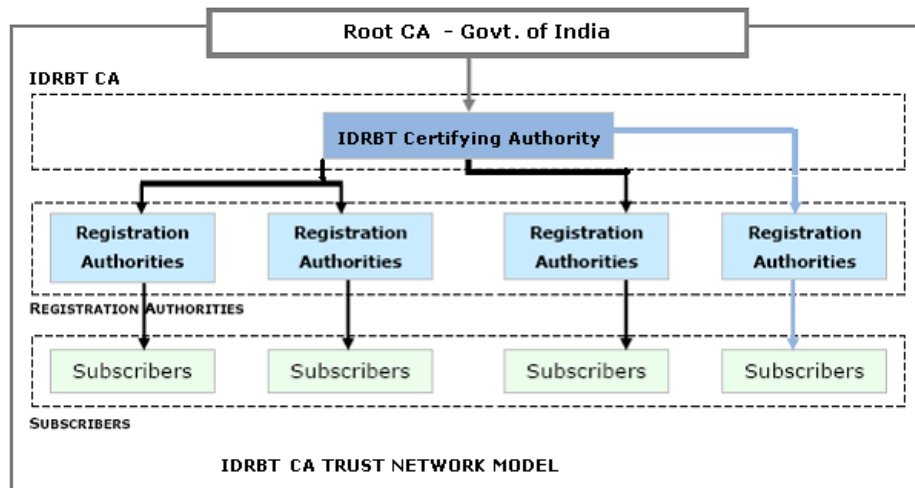 Root CA - Govt. of India
IDRBT CA
IDRBT Certifying Authority
Registration Authorities
Registration Authorities
Registration Authorities
Registration Authorities
REGISTRATION AUTHORITIES
Subscribers
Subscribers
Subscribers
Subscribers
SUBSCRIBERS
IDRBT CA TRUST NETWORK MODEL